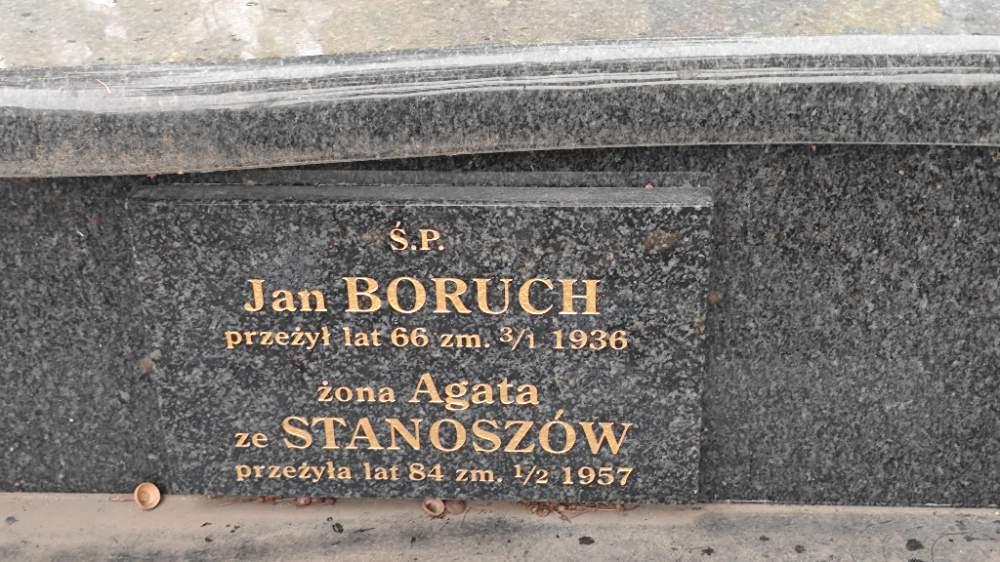 Ś.P.
Jan BORUCH
przeżył lat 66 zm. 3/1 1936
żona Agata
ze STANOSZÓW
przeżyła lat 84 zm. 1/2 1957